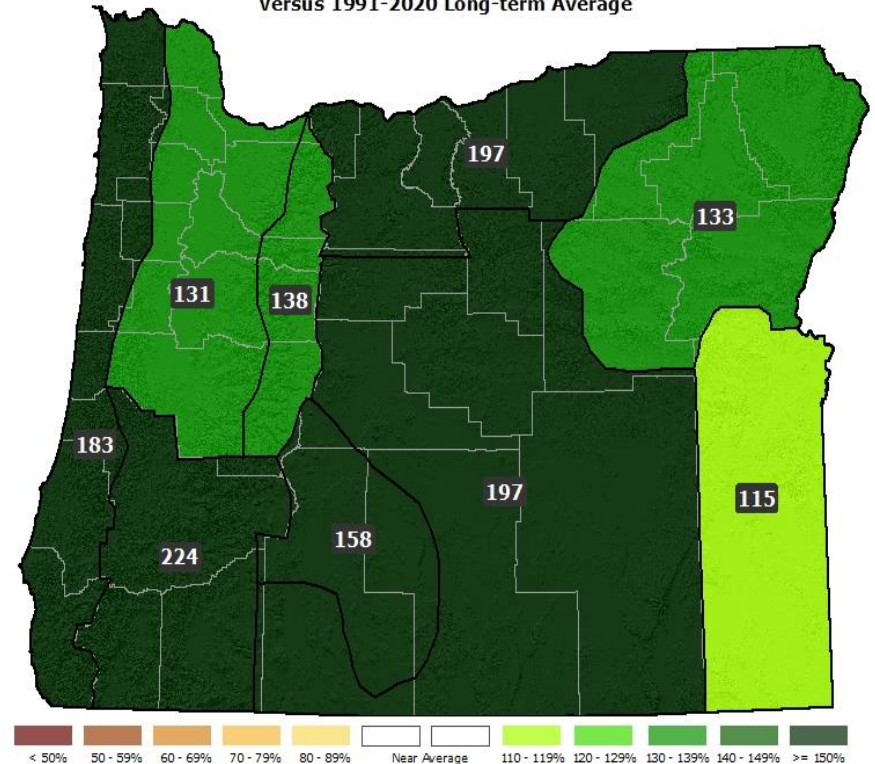 Versus 1991-2020 Long-term Average
197
133
131
138
183
197
115
158
224
< 50%
50 - 59%
60 - 69%
70 - 79%
80 - 89%
Near Average
110 - 119%
120 - 129%
130 - 139%
140 - 149%
>= 150%